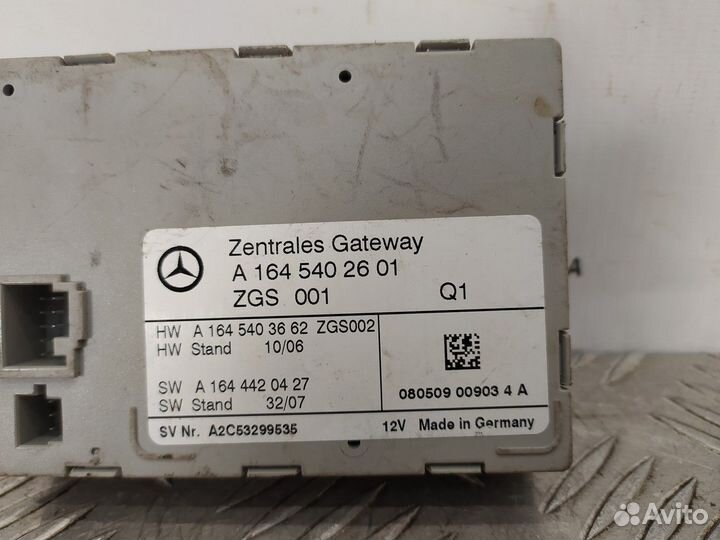 Zentrales Gateway
A 164 540 26 01
ZGS 001 Q1
HW A 164 540 36 62 ZGS002
HW Stand 10/06
SW A 164 442 04 27
SW Stand 32/07
080509 00903 4 A
SV Nr. A2C53299535 12V Made in Germany
A
Avito